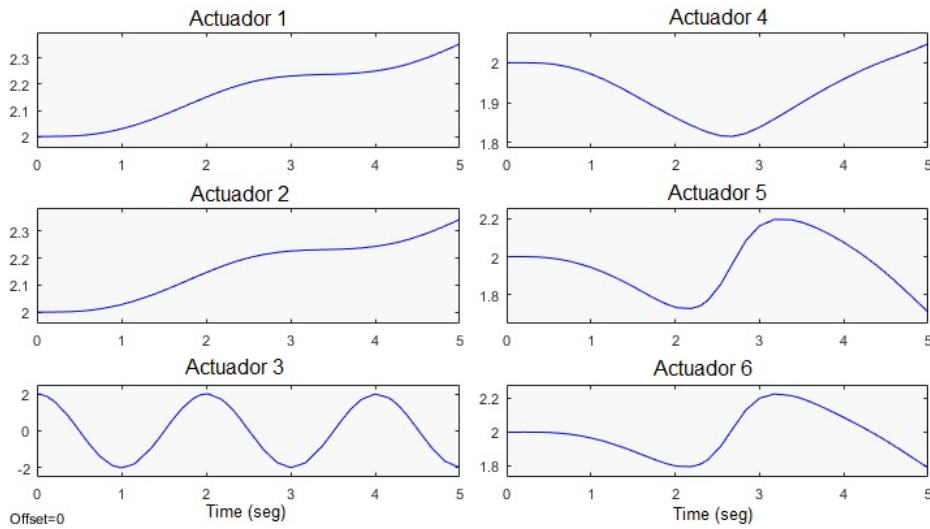 Actuador 1
2.3
2.2
2.1
2
0 1 2 3 4 5
Actuador 2
2.3
2.2
2.1
2
0 1 2 3 4 5
Actuador 3
2
0
-2
0 1 2 3 4 5
Time (seg)
Offset=0
Actuador 4
2
1.9
1.8
0 1 2 3 4 5
Actuador 5
2.2
2
1.8
0 1 2 3 4 5
Actuador 6
2.2
2
1.8
0 1 2 3 4 5
Time (seg)